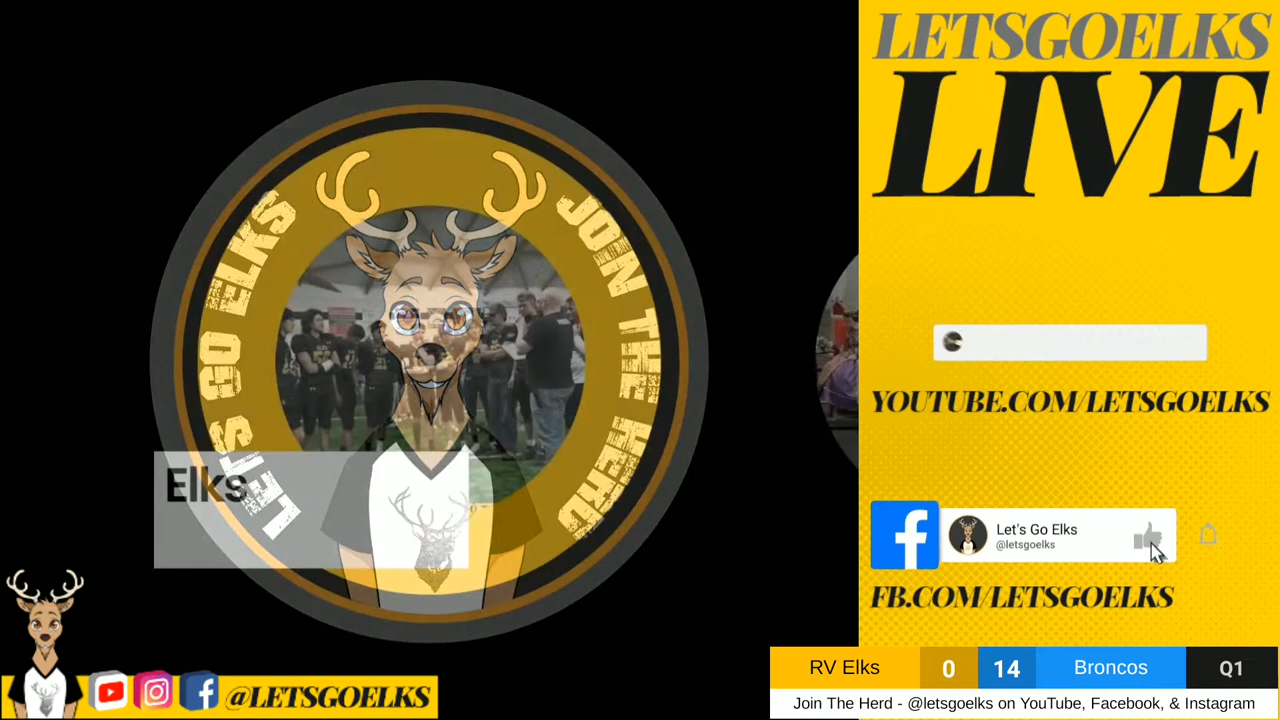 LETSGOELKS
LIVE
LET'S GO ELKS
JOIN THE HERD
Elks
YOUTUBE.COM/LETSGOELKS
Let's Go Elks
@letsgoelks
FB.COM/LETSGOELKS
@LETSGOELKS
RV Elks 0 14 Broncos Q1
Join The Herd - @letsgoelks on YouTube, Facebook, & Instagram